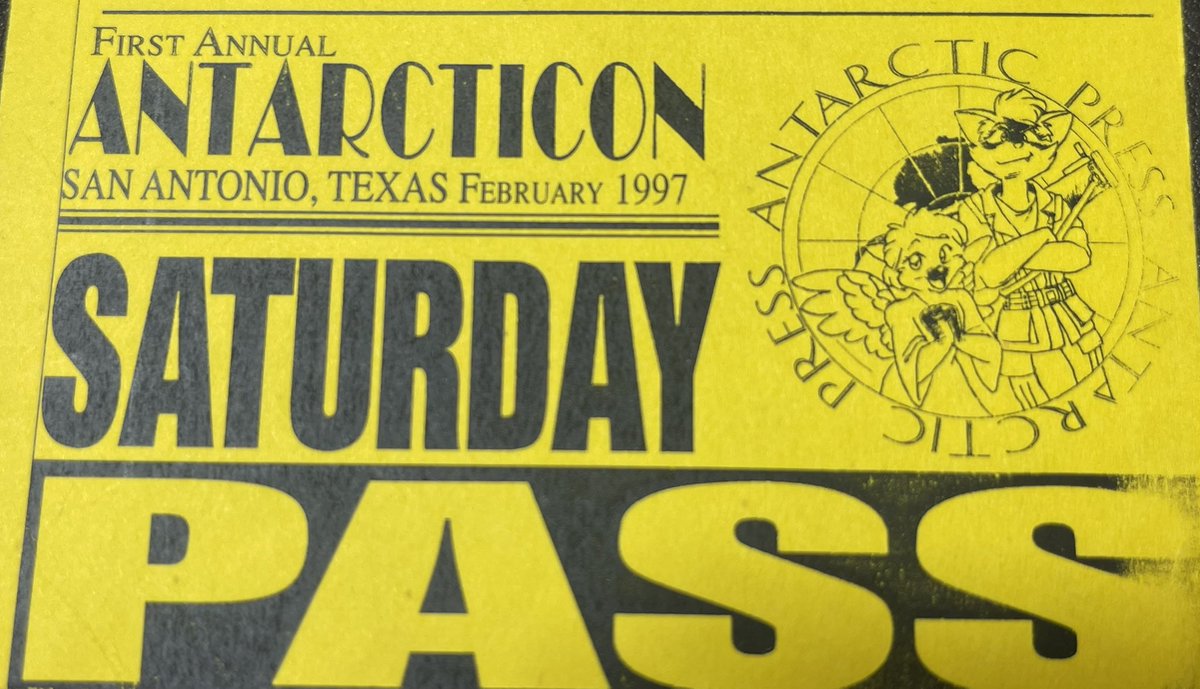 FIRST ANNUAL
ANTARCTICON
SAN ANTONIO, TEXAS FEBRUARY 1997
SATURDAY
PASS
ANTARCTIC PRESS ANTARCTIC PRESS